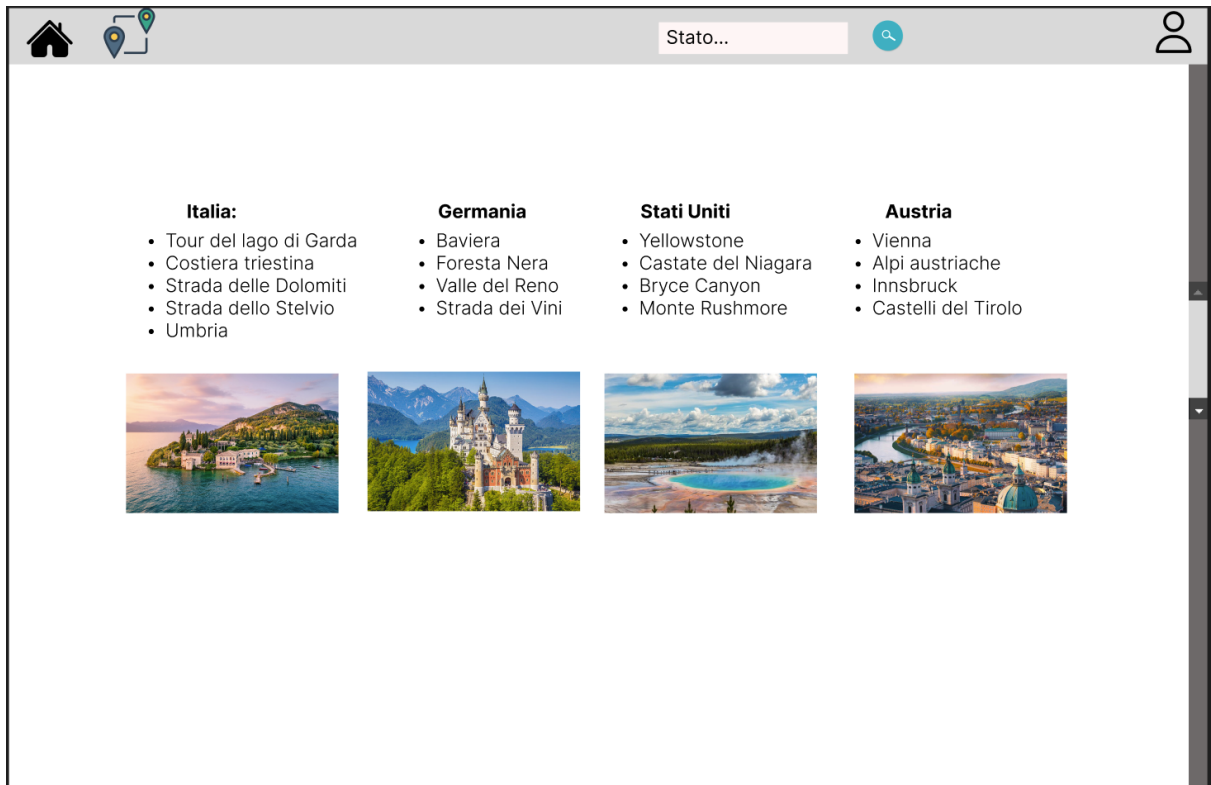 Stato...
Italia:
• Tour del lago di Garda
• Costiera triestina
• Strada delle Dolomiti
• Strada dello Stelvio
• Umbria
Germania
• Baviera
• Foresta Nera
• Valle del Reno
• Strada dei Vini
Stati Uniti
• Yellowstone
• Castate del Niagara
• Bryce Canyon
• Monte Rushmore
Austria
• Vienna
• Alpi austriache
• Innsbruck
• Castelli del Tirolo